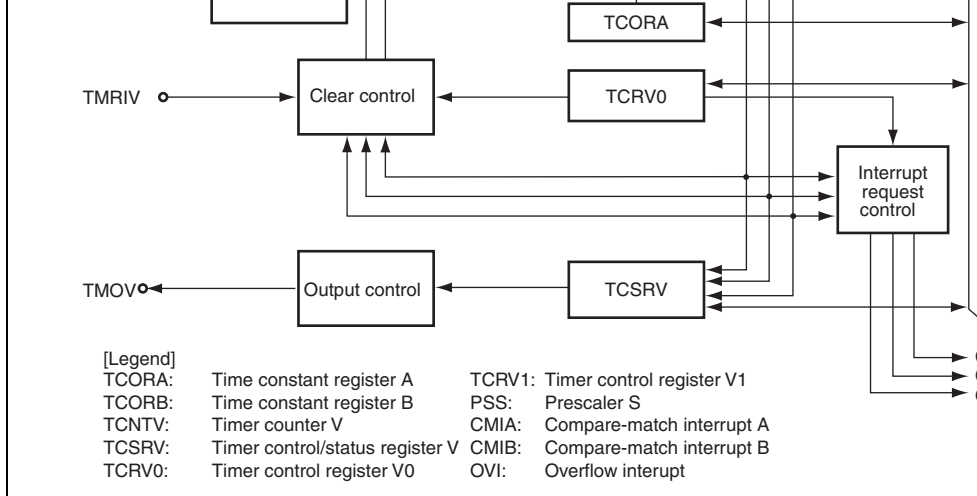 TCORA
TMRIV
Clear control
TCRV0
Interrupt
request
control
TMOV
Output control
TCSRV
[Legend]
TCORA: Time constant register A
TCORB: Time constant register B
TCNTV: Timer counter V
TCSRV: Timer control/status register V
TCRV0: Timer control register V0
TCRV1: Timer control register V1
PSS: Prescaler S
CMIA: Compare-match interrupt A
CMIB: Compare-match interrupt B
OVI: Overflow interupt